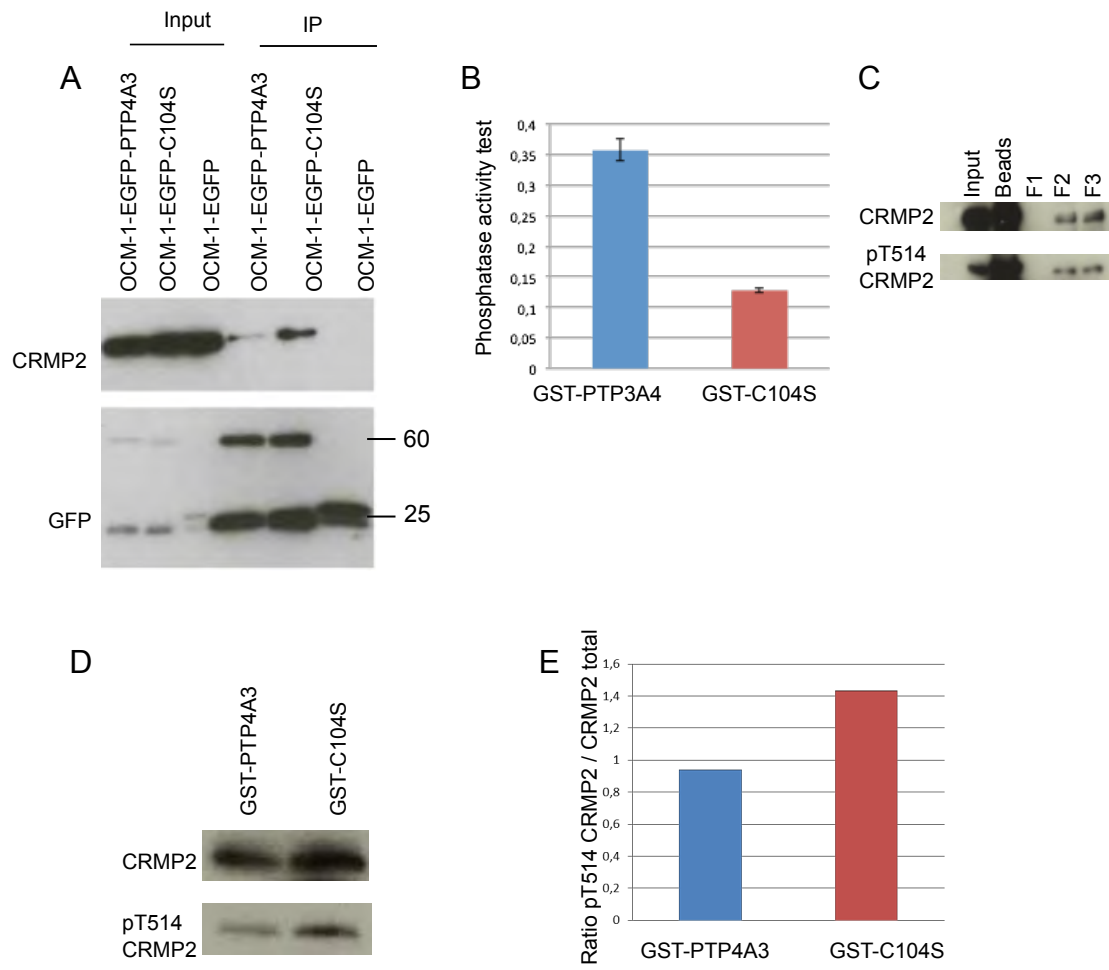 Input
IP
A
OCM-1-EGFP-PTP4A3
OCM-1-EGFP-C104S
OCM-1-EGFP
OCM-1-EGFP-PTP4A3
OCM-1-EGFP-C104S
OCM-1-EGFP
CRMP2
60
GFP
25
B
Phosphatase activity test
0,4
0,35
0,3
0,25
0,2
0,15
0,1
0,05
0
GST-PTP3A4
GST-C104S
C
Input
Beads
F1
F2
F3
CRMP2
pT514
CRMP2
D
GST-PTP4A3
GST-C104S
CRMP2
pT514
CRMP2
E
Ratio pT514 CRMP2 / CRMP2 total
1,6
1,4
1,2
1
0,8
0,6
0,4
0,2
0
GST-PTP4A3
GST-C104S